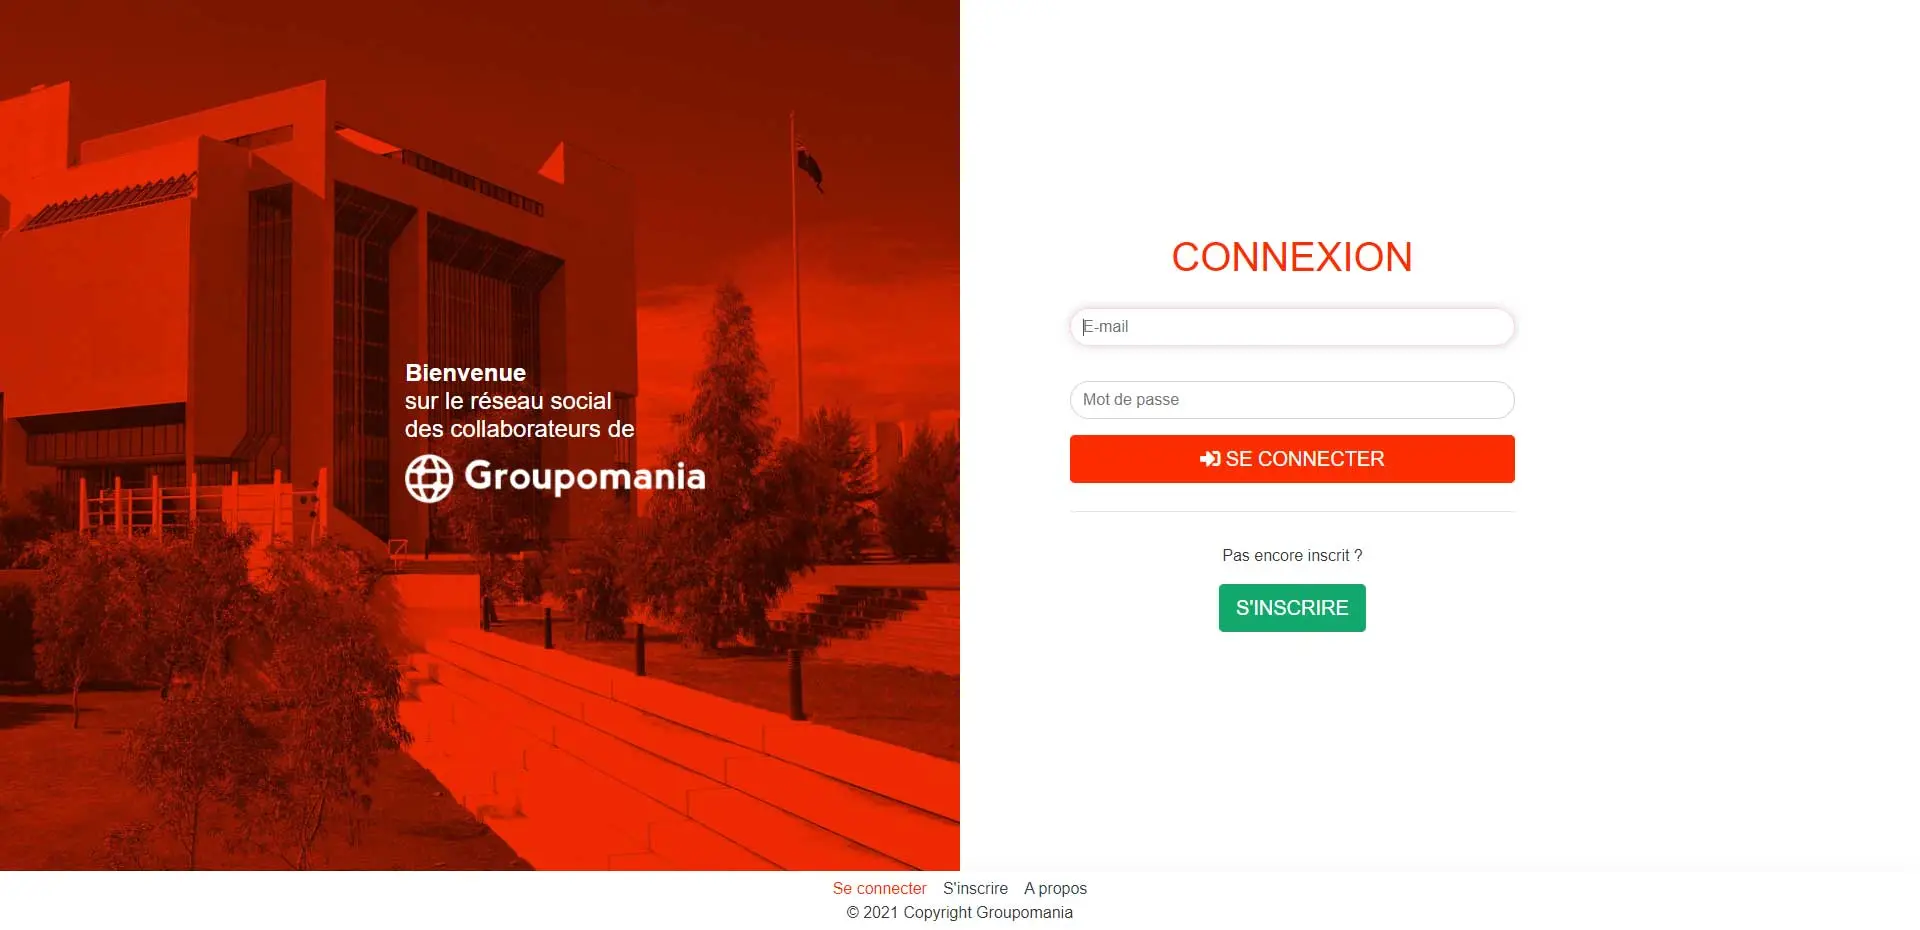 Bienvenue
sur le réseau social
des collaborateurs de
Groupomania
CONNEXION
E-mail
Mot de passe
SE CONNECTER
Pas encore inscrit ?
S'INSCRIRE
Se connecter S'inscrire A propos
© 2021 Copyright Groupomania